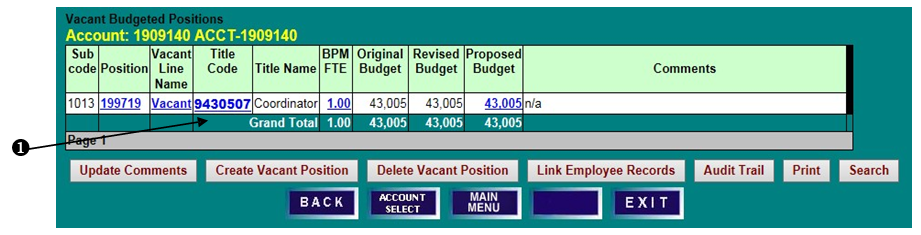 Vacant Budgeted Positions
Account: 1909140 ACCT-1909140
Sub code Position Vacant Line Name Title Code Title Name BPM FTE Original Budget Revised Budget Proposed Budget Comments
1013 199719 Vacant 9430507 Coordinator 1.00 43,005 43,005 43,005 n/a
Grand Total 1.00 43,005 43,005 43,005
Page 1
❶
Update Comments Create Vacant Position Delete Vacant Position Link Employee Records Audit Trail Print Search
BACK ACCOUNT SELECT MAIN MENU EXIT